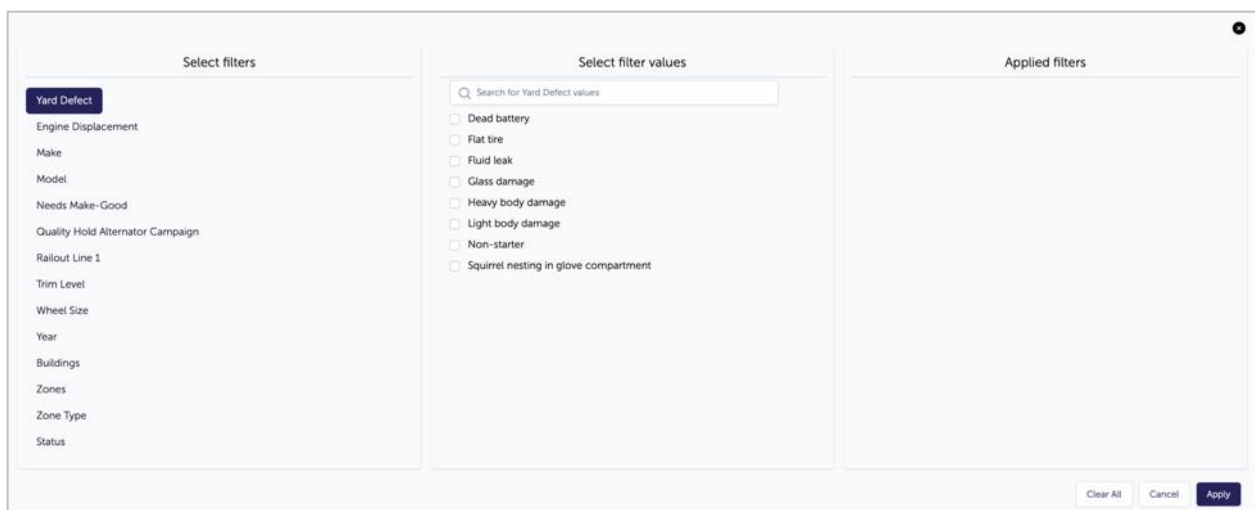 Select filters
Yard Defect
Engine Displacement
Make
Model
Needs Make-Good
Quality Hold Alternator Campaign
Railout Line 1
Trim Level
Wheel Size
Year
Buildings
Zones
Zone Type
Status
Select filter values
Search for Yard Defect values
Dead battery
Flat tire
Fluid leak
Glass damage
Heavy body damage
Light body damage
Non-starter
Squirrel nesting in glove compartment
Applied filters
Clear All
Cancel
Apply